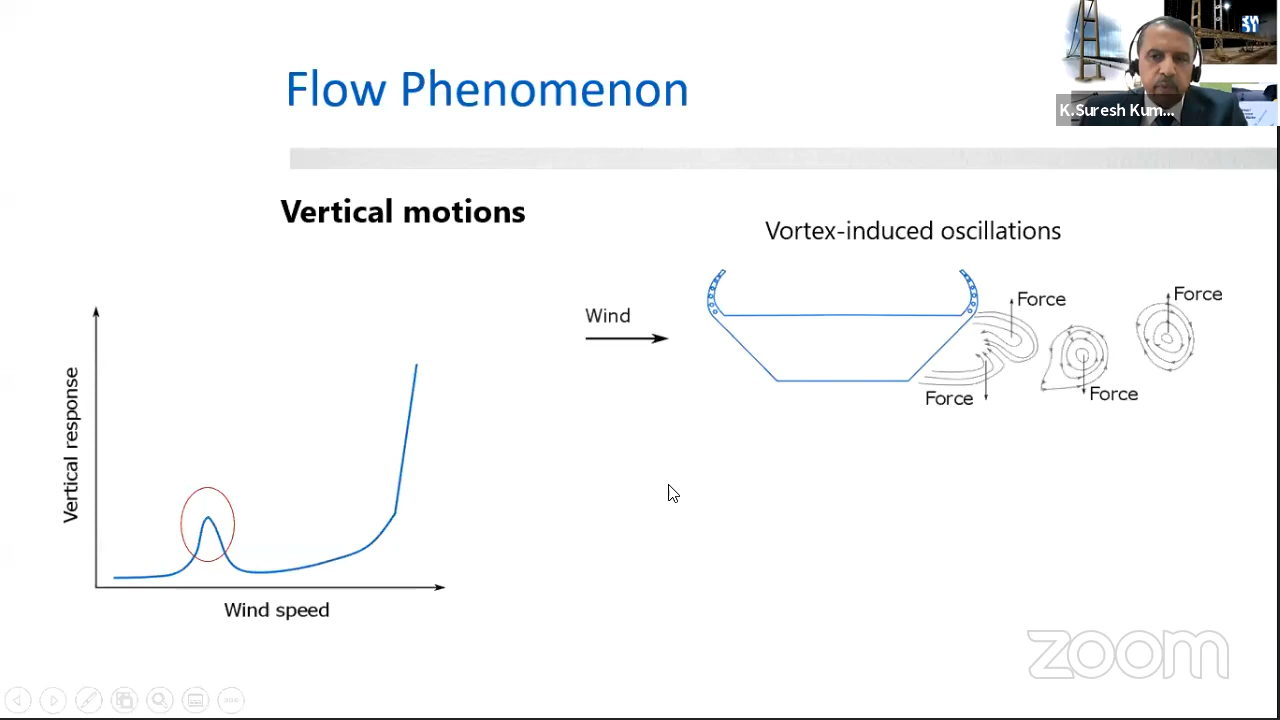 Flow Phenomenon
K.Suresh Kum...
Vertical motions
Vortex-induced oscillations
Wind
Force
Force
Force
Force
Vertical response
Wind speed
zoom